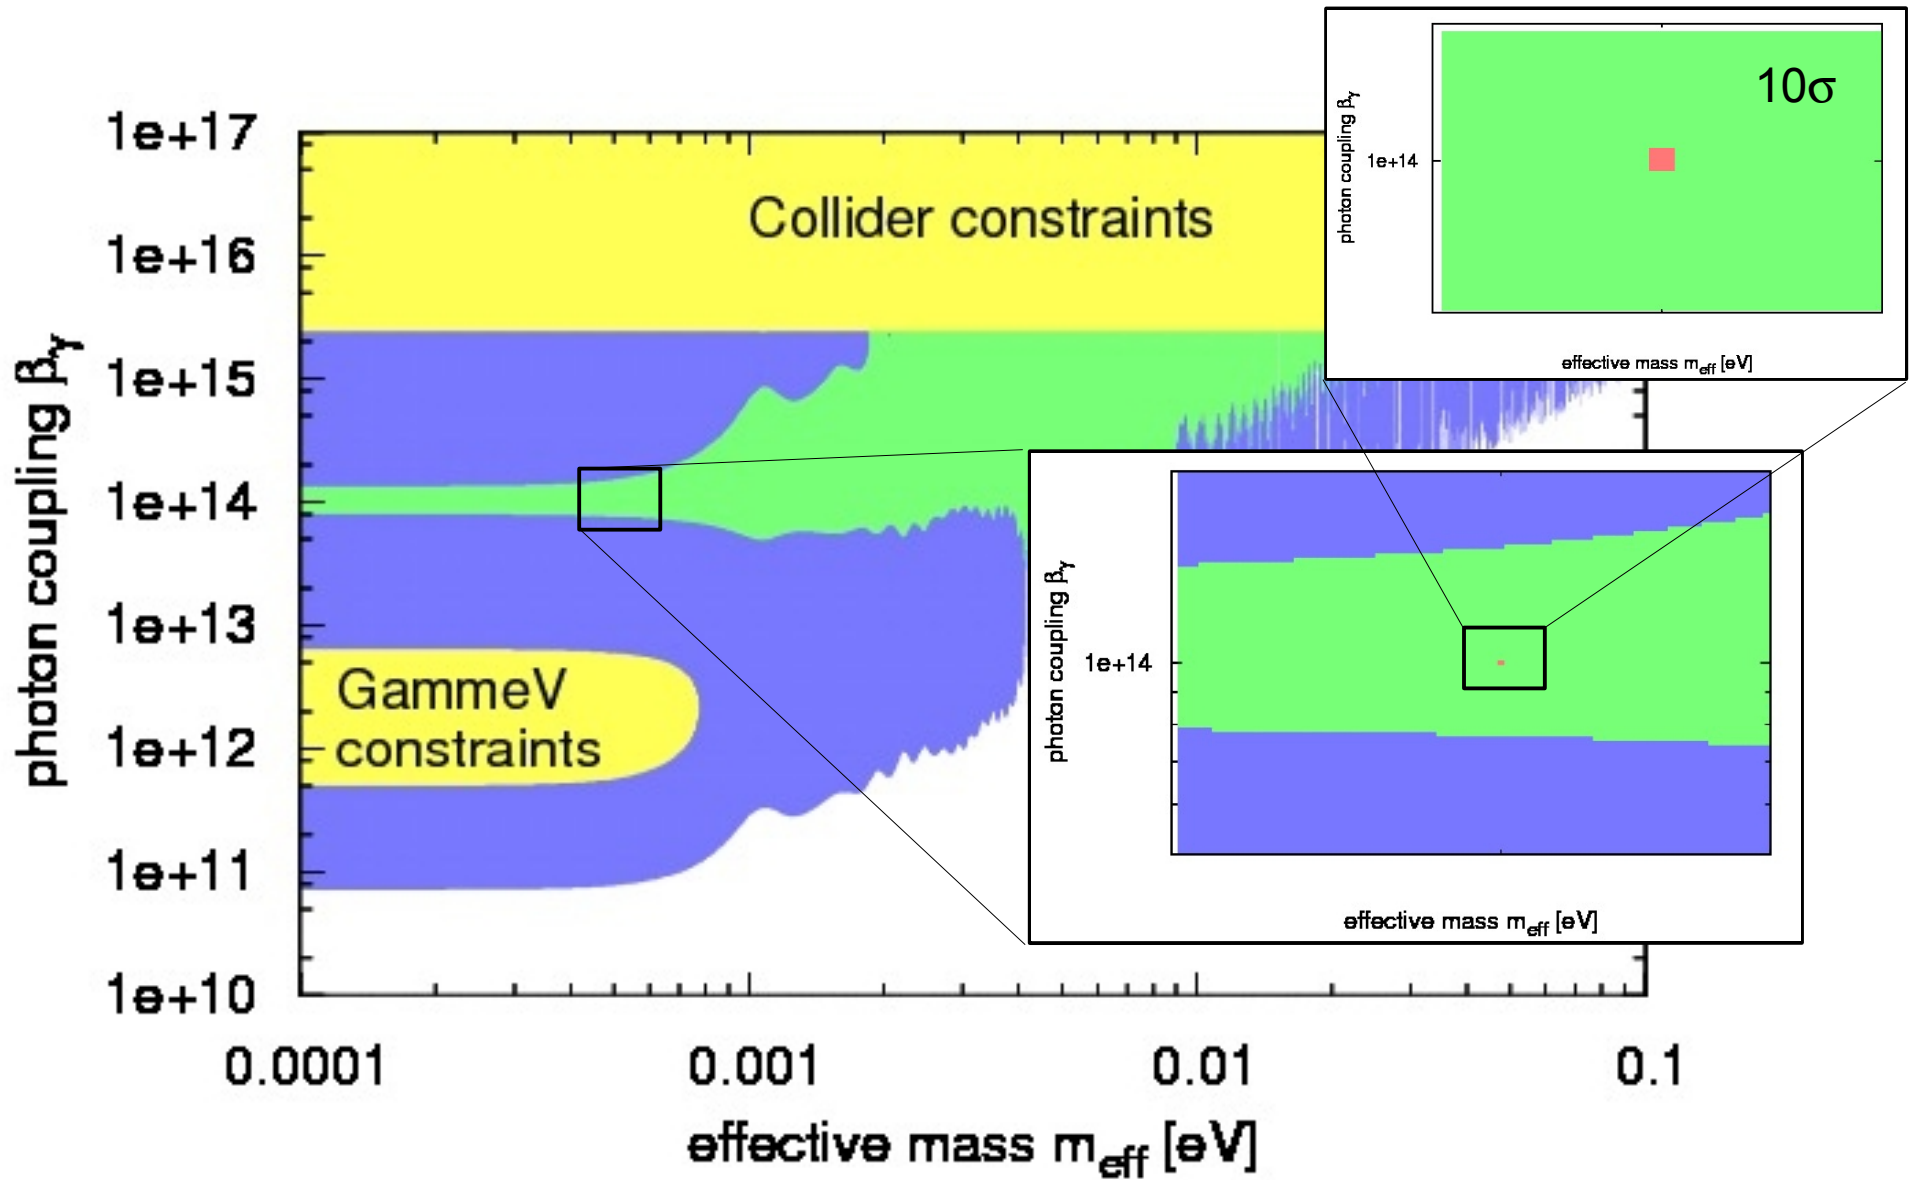 1e+17
1e+16
1e+15
1e+14
1e+13
1e+12
1e+11
1e+10
photon coupling βγ
0.0001
0.001
0.01
0.1
effective mass meff [eV]
Collider constraints
GammeV
constraints
10σ
photon coupling βγ
1e+14
effective mass meff [eV]
photon coupling βγ
1e+14
effective mass meff [eV]